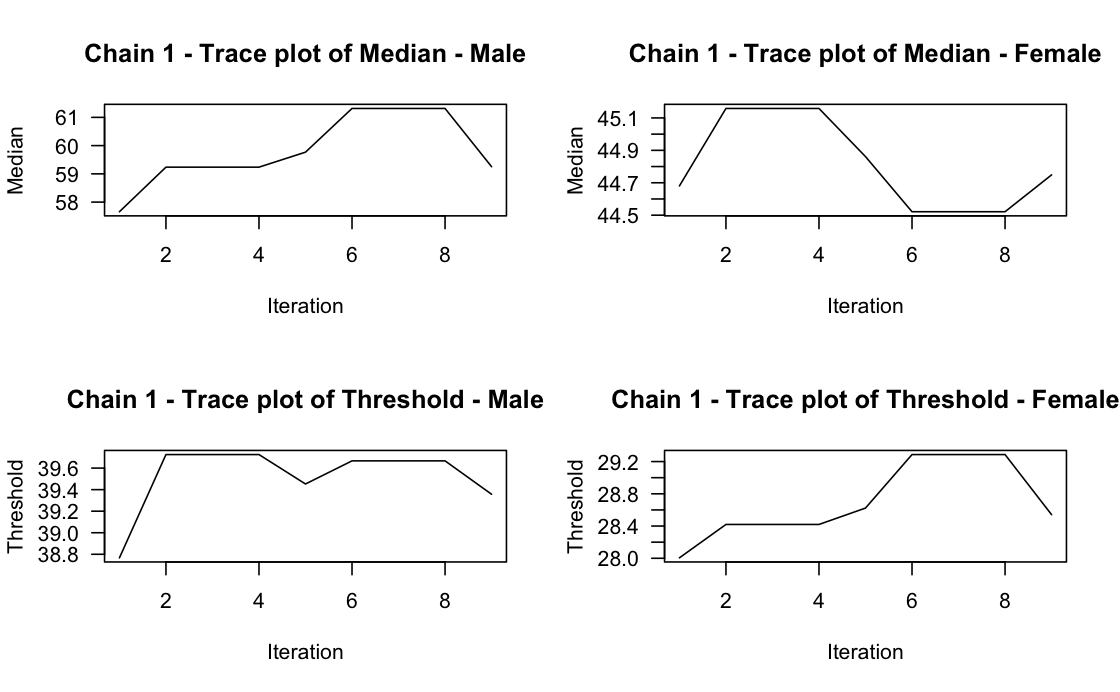 Chain 1 - Trace plot of Median - Male
Median
61
60
59
58
2 4 6 8
Iteration
Chain 1 - Trace plot of Median - Female
Median
45.1
44.9
44.7
44.5
2 4 6 8
Iteration
Chain 1 - Trace plot of Threshold - Male
Threshold
39.6
39.4
39.2
39.0
38.8
2 4 6 8
Iteration
Chain 1 - Trace plot of Threshold - Female
Threshold
29.2
28.8
28.4
28.0
2 4 6 8
Iteration